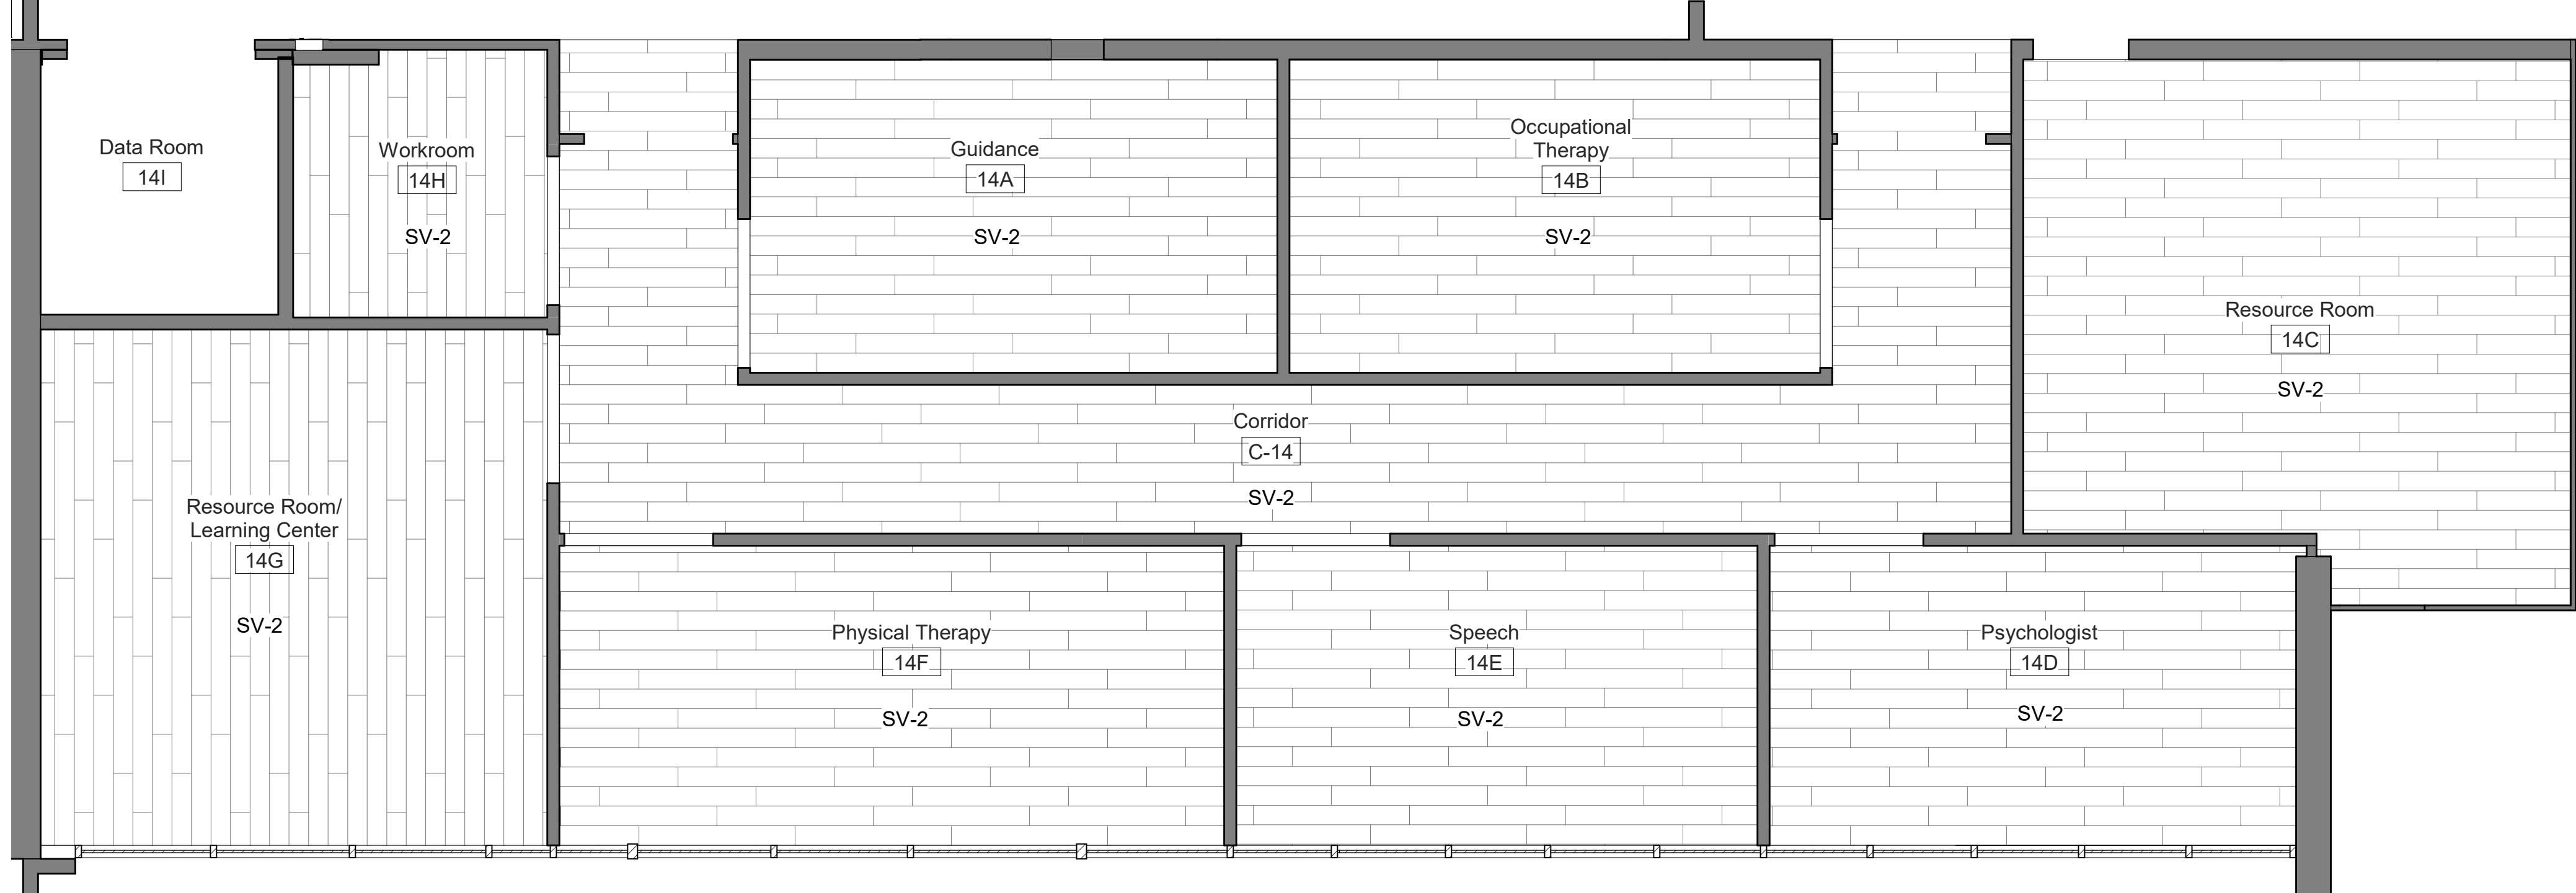 Data Room
14I
Workroom
14H
SV-2
Guidance
14A
SV-2
Occupational
Therapy
14B
SV-2
Resource Room
14C
SV-2
Corridor
C-14
SV-2
Resource Room/
Learning Center
14G
SV-2
Physical Therapy
14F
SV-2
Speech
14E
SV-2
Psychologist
14D
SV-2